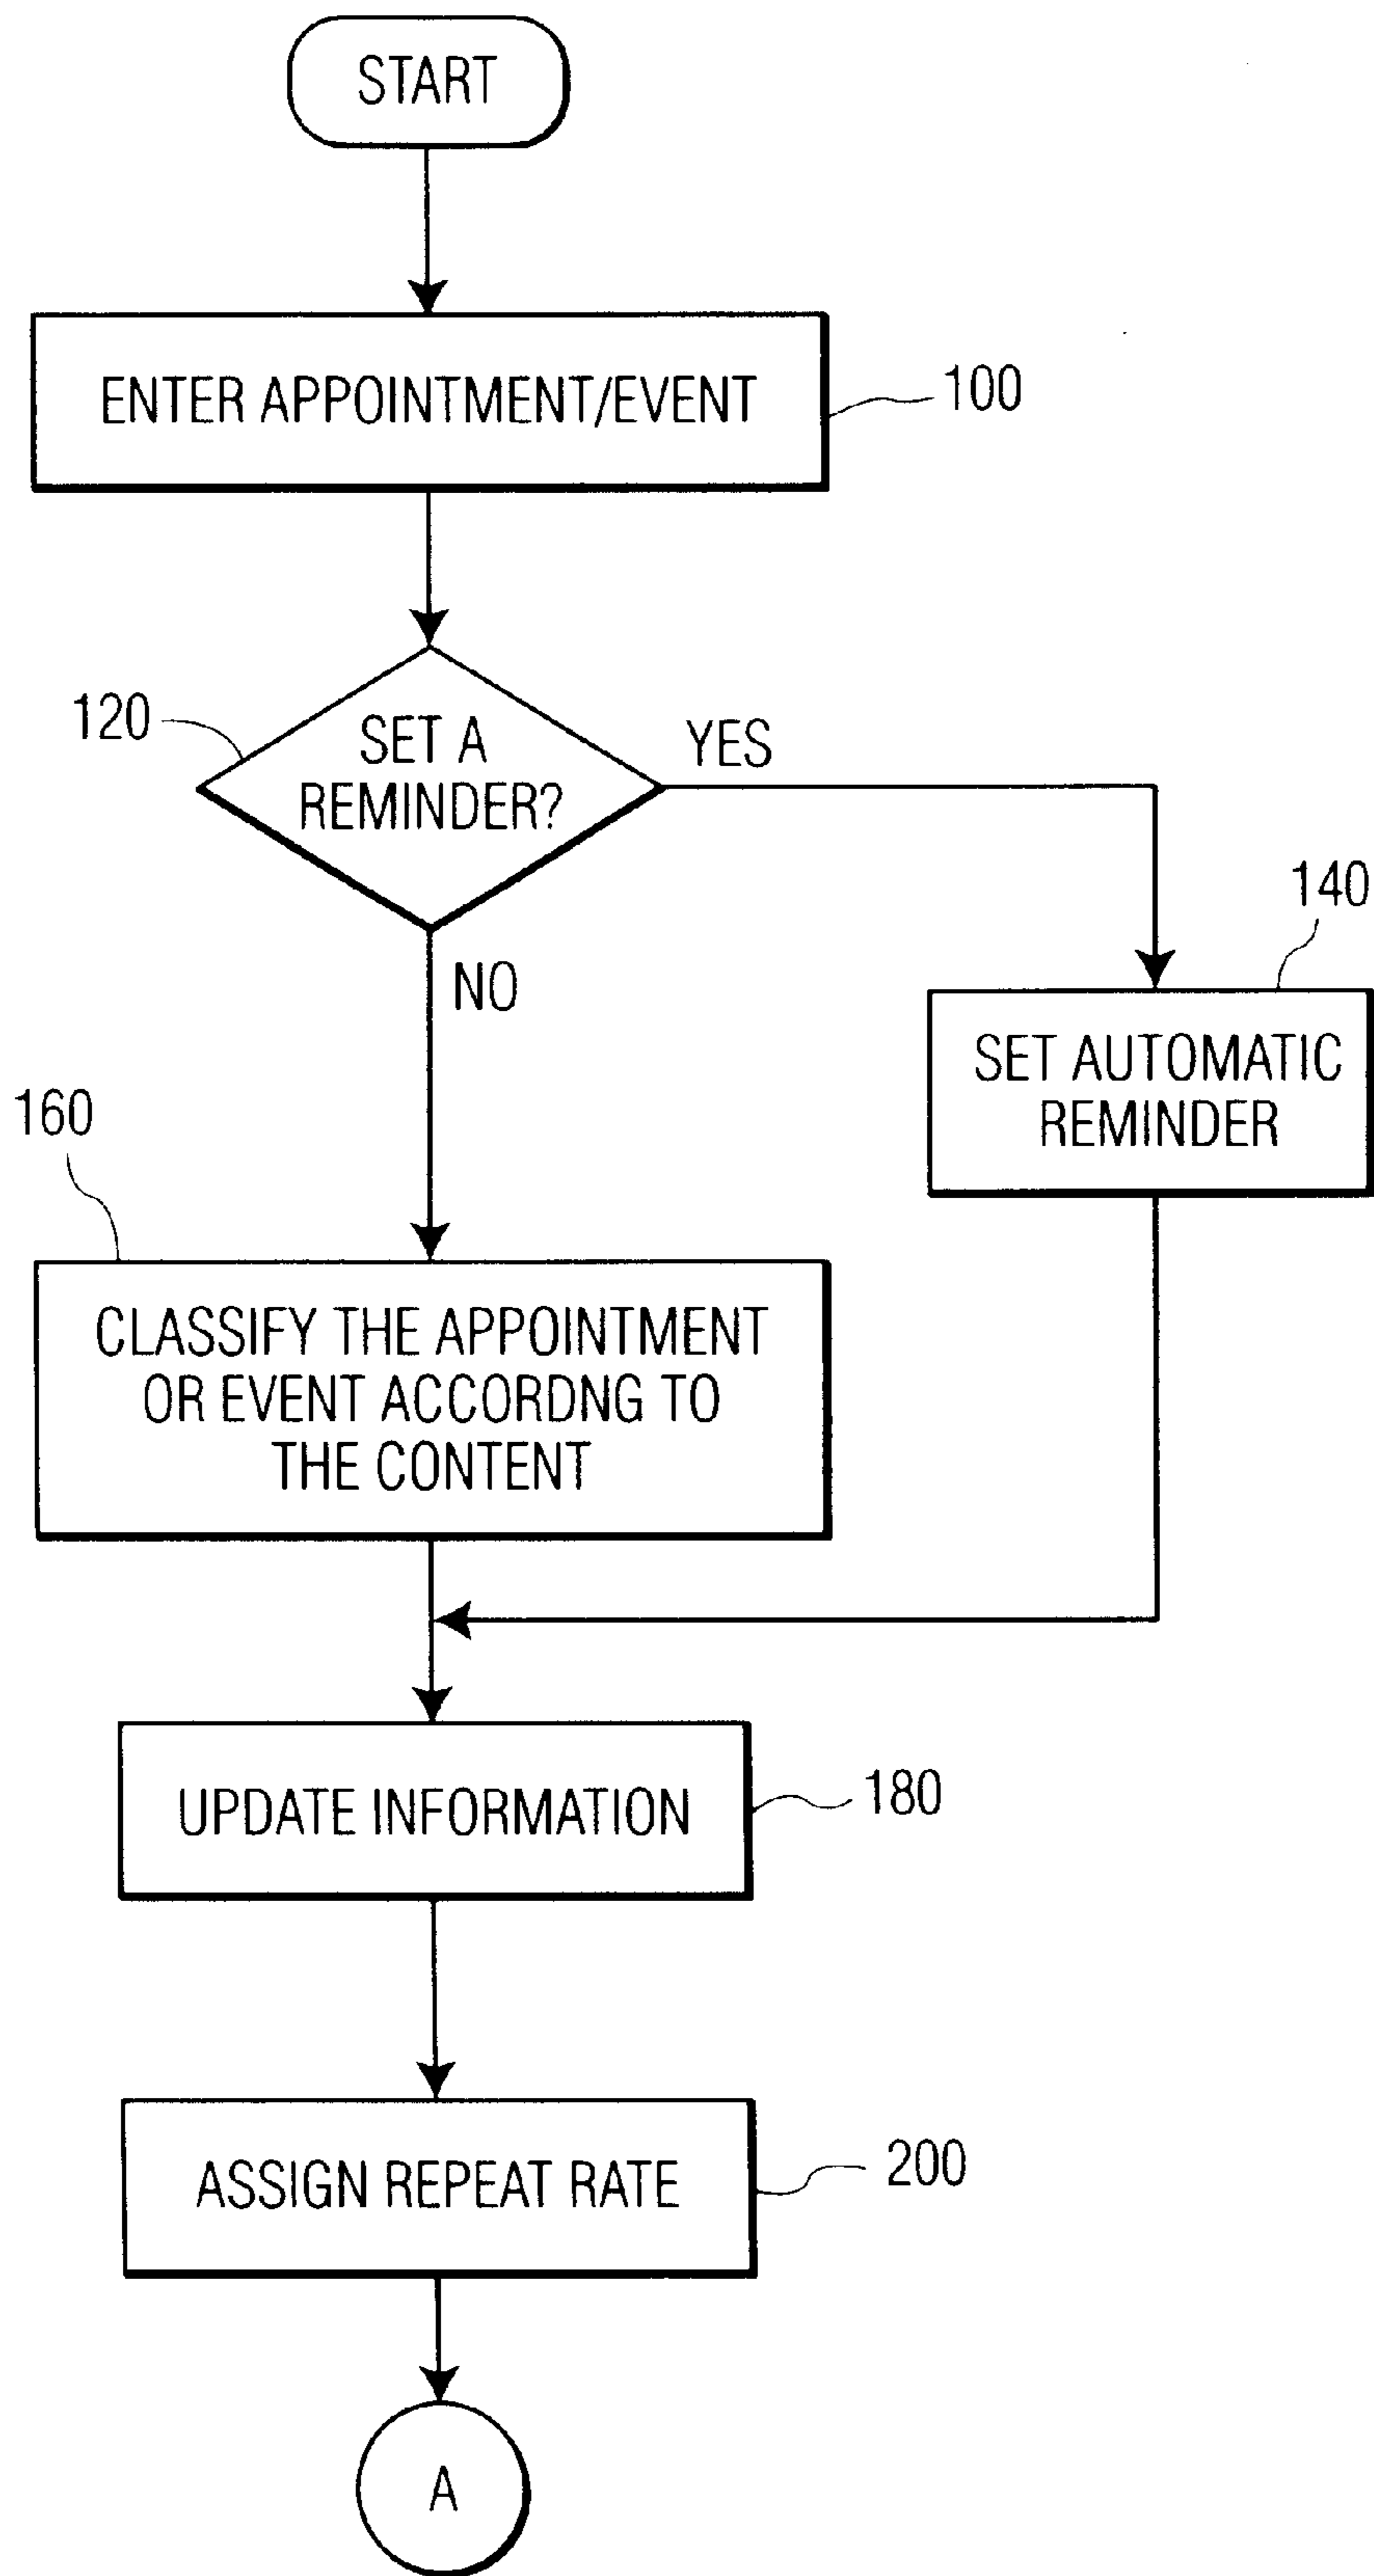 START
ENTER APPOINTMENT/EVENT
100
120
SET A
REMINDER?
YES
NO
140
SET AUTOMATIC
REMINDER
160
CLASSIFY THE APPOINTMENT
OR EVENT ACCORDNG TO
THE CONTENT
UPDATE INFORMATION
180
ASSIGN REPEAT RATE
200
A